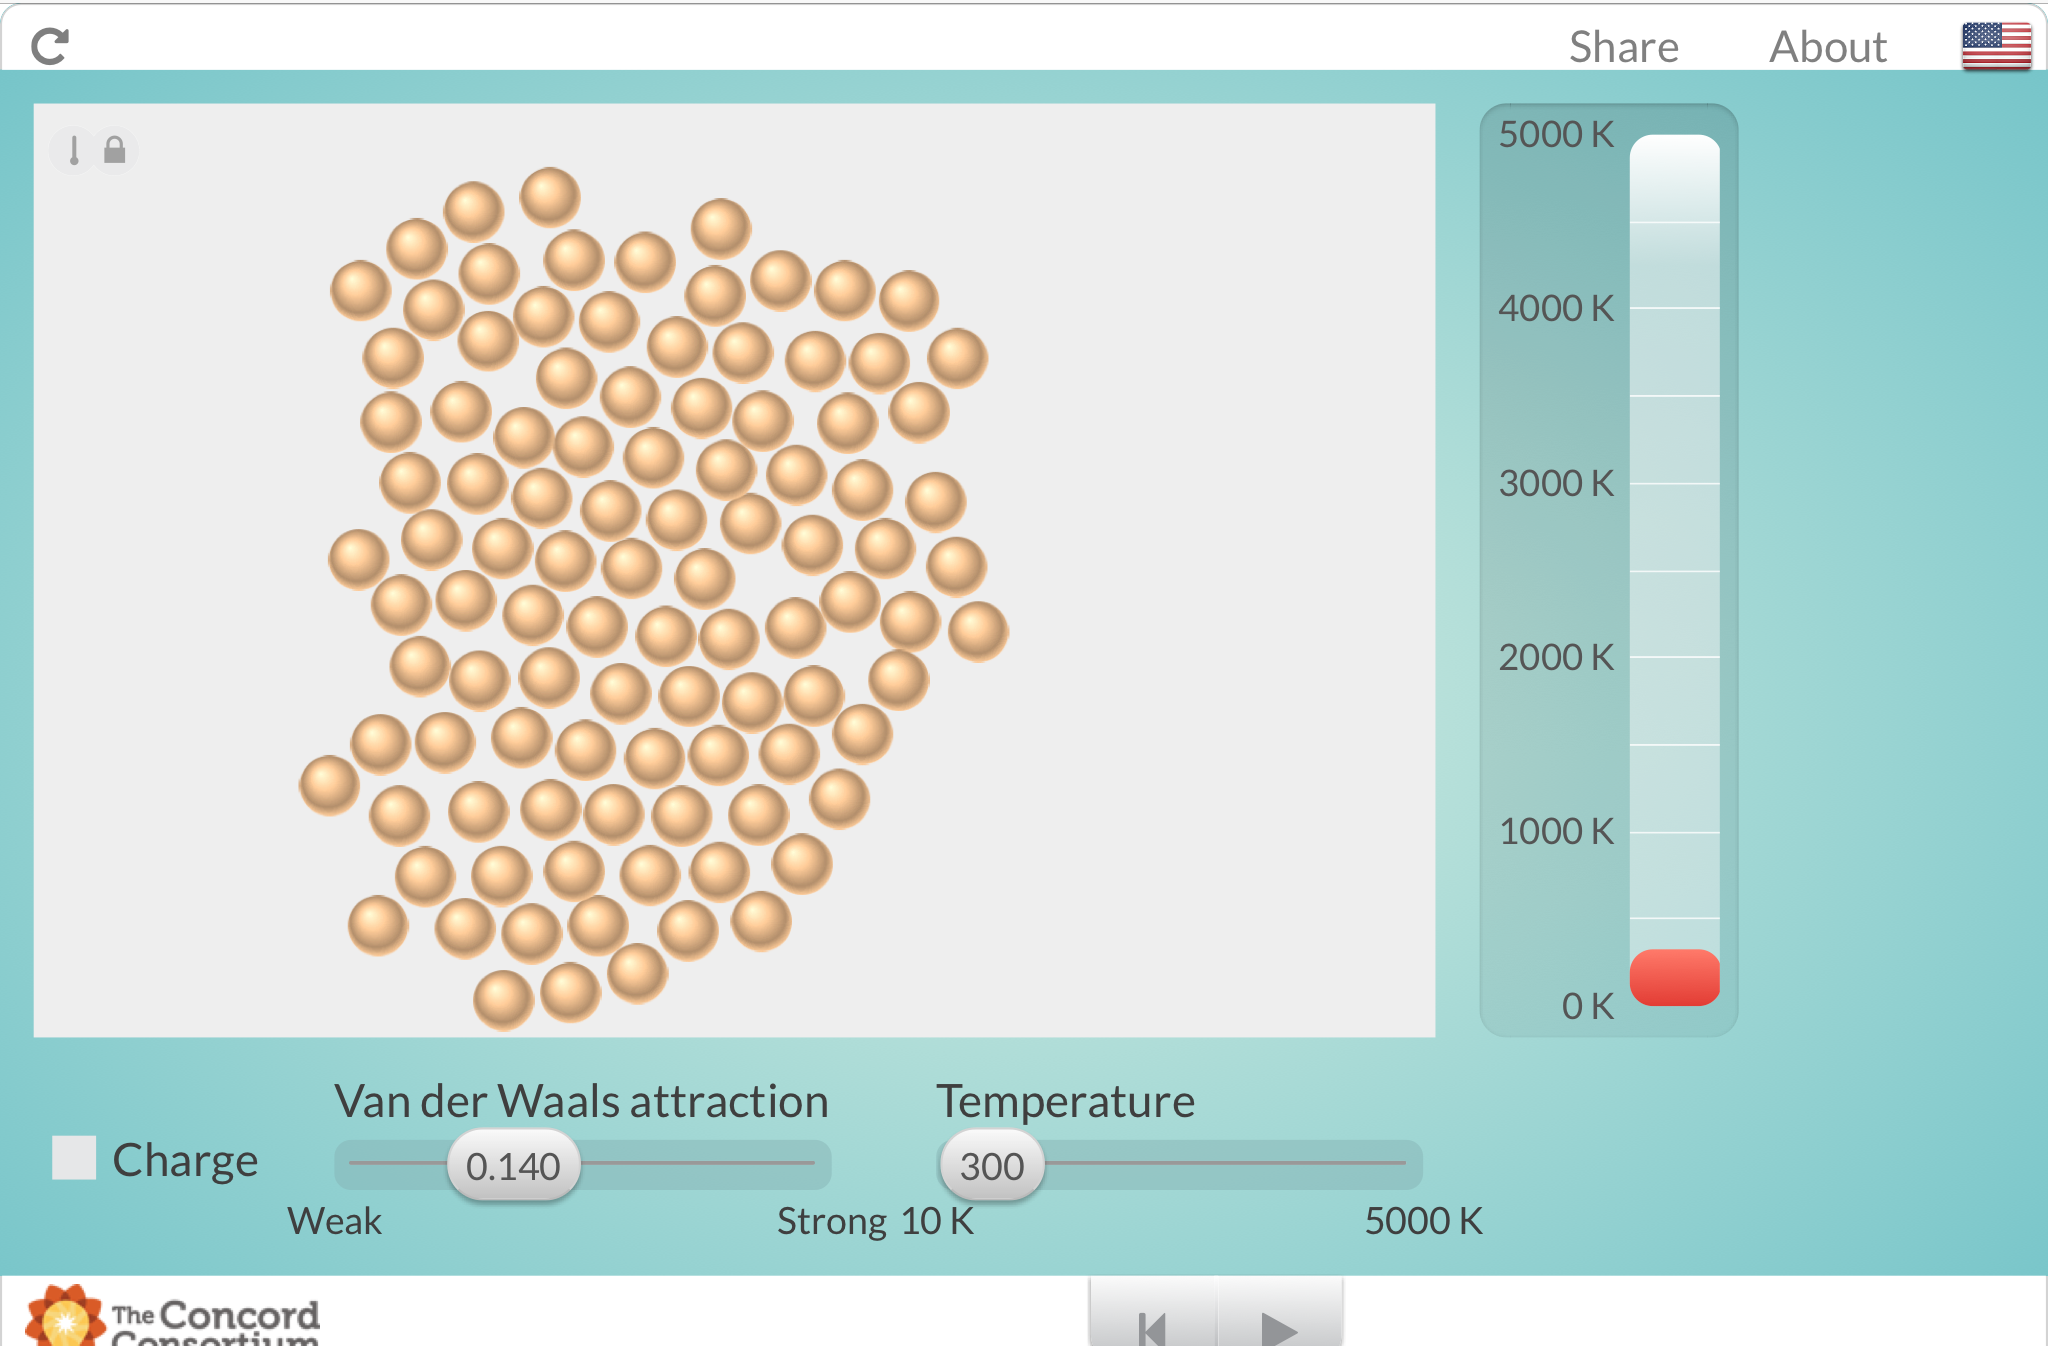 Share About
5000 K
4000 K
3000 K
2000 K
1000 K
0 K
Van der Waals attraction
Temperature
Charge
0.140
300
Weak
Strong
10 K
5000 K
The Concord
Consortium